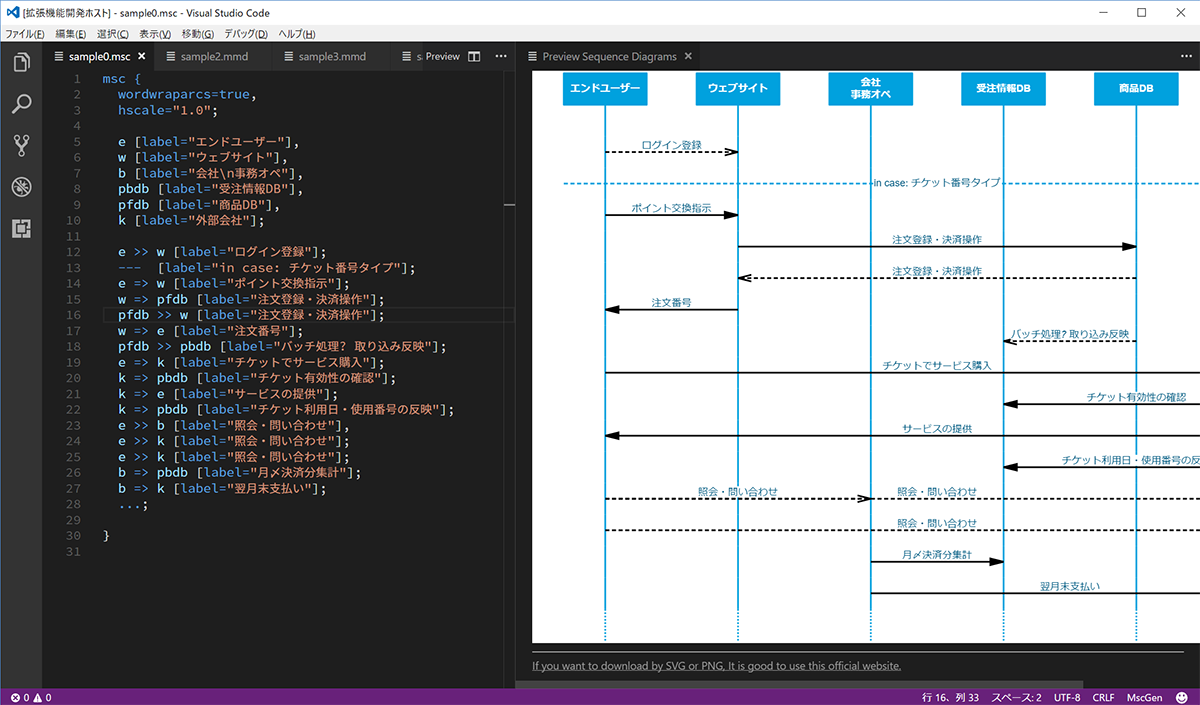 [拡張機能開発ホスト] - sample0.msc - Visual Studio Code
ファイル(F) 編集(E) 選択(C) 表示(V) 移動(G) デバッグ(D) ヘルプ(H)
sample0.msc sample2.mmd sample3.mmd s Preview
1 msc {
2 wordwraparcs=true,
3 hscale="1.0";
4
5 e [label="エンドユーザー"],
6 w [label="ウェブサイト"],
7 b [label="会社\n事務オペ"],
8 pbdb [label="受注情報DB"],
9 pfdb [label="商品DB"],
10 k [label="外部会社"];
11
12 e >> w [label="ログイン登録"];
13 --- [label="in case: チケット番号タイプ"];
14 e => w [label="ポイント交換指示"];
15 w => pfdb [label="注文登録・決済操作"];
16 pfdb >> w [label="注文登録・決済操作"];
17 w => e [label="注文番号"];
18 pfdb >> pbdb [label="バッチ処理? 取り込み反映"];
19 e => k [label="チケットでサービス購入"];
20 k => pbdb [label="チケット有効性の確認"];
21 k => e [label="サービスの提供"];
22 k => pbdb [label="チケット利用日・使用番号の反映"];
23 e >> b [label="照会・問い合わせ"],
24 e >> k [label="照会・問い合わせ"];
25 e >> k [label="照会・問い合わせ"];
26 b => pbdb [label="月〆決済分集計"];
27 b => k [label="翌月末支払い"];
28 ...;
29
30 }
31
Preview Sequence Diagrams
エンドユーザー ウェブサイト 会社 受注情報DB 商品DB
事務オペ
ログイン登録
in case: チケット番号タイプ
ポイント交換指示
注文登録・決済操作
注文登録・決済操作
注文番号
バッチ処理? 取り込み反映
チケットでサービス購入
チケット有効性の確認
サービスの提供
チケット利用日・使用番号の反
照会・問い合わせ 照会・問い合わせ
照会・問い合わせ
月〆決済分集計
翌月末支払い
If you want to download by SVG or PNG, It is good to use this official website.
0 0 行 16、列 33 スペース: 2 UTF-8 CRLF MscGen